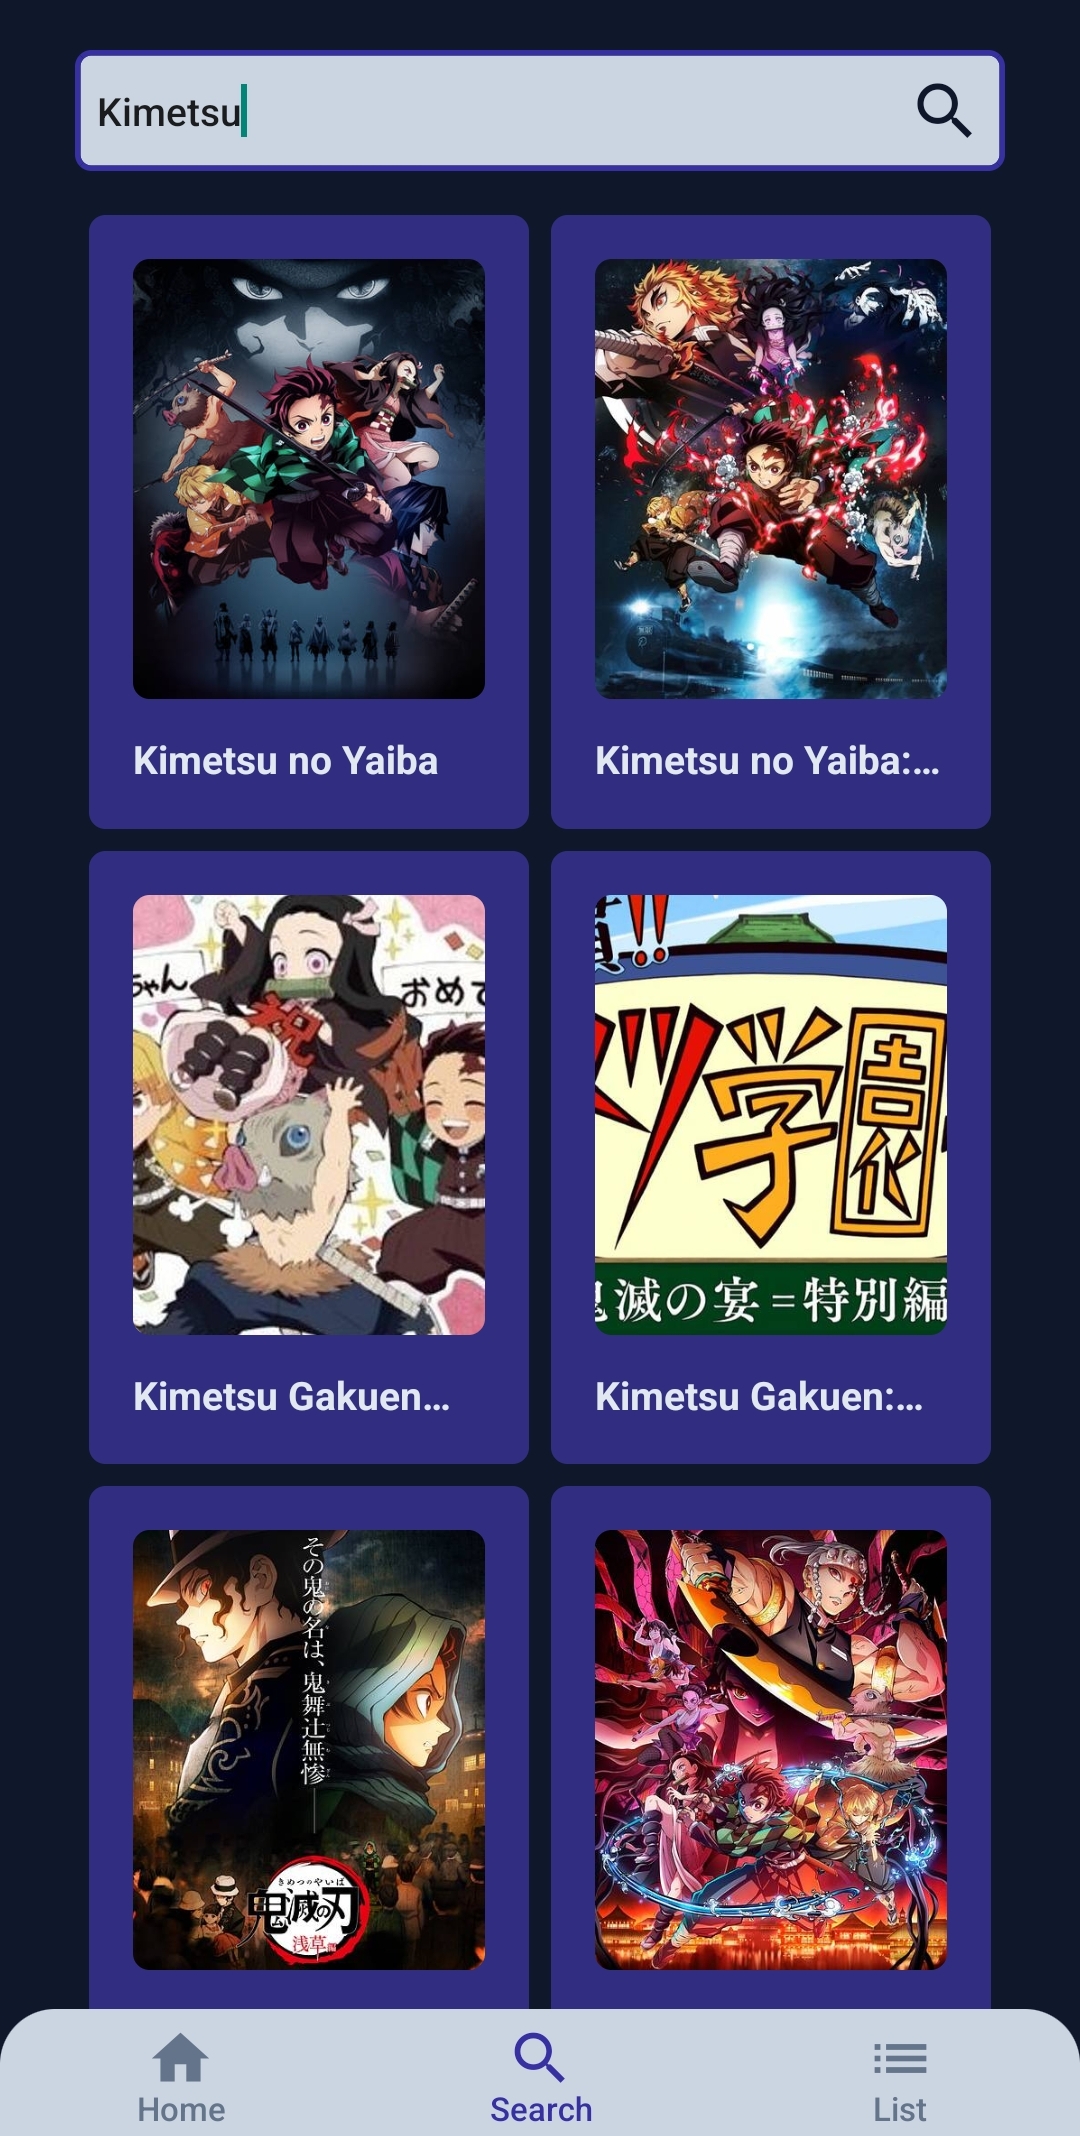 Kimetsu
Kimetsu no Yaiba
Kimetsu no Yaiba:...
ちゃん
おめで
祝
!!
ツ学園
鬼滅の宴=特別編
Kimetsu Gakuen...
Kimetsu Gakuen:...
その鬼の名は、鬼舞辻無惨
きめつのやいば
鬼滅の刃
浅草
Home
Search
List